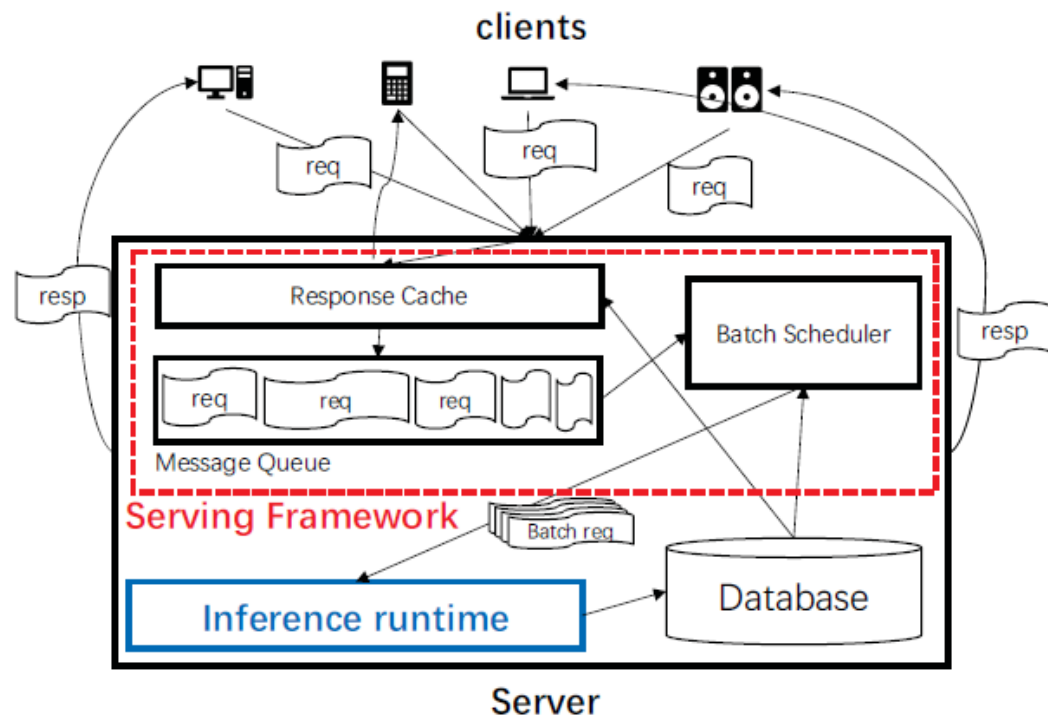 clients
req
req
req
resp
Response Cache
Batch Scheduler
resp
req
req
req
Message Queue
Serving Framework
Batch req
Inference runtime
Database
Server